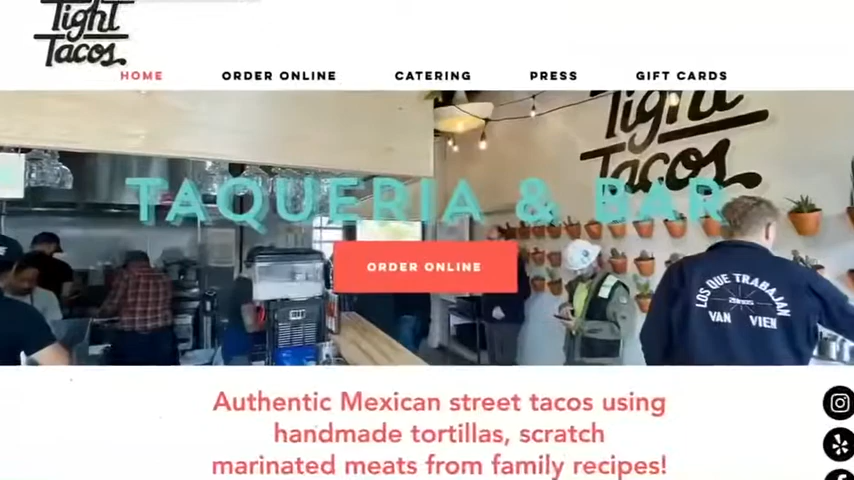 Tight
Tacos
HOME
ORDER ONLINE
CATERING
PRESS
GIFT CARDS
Tight
Tacos
TAQUERIA & BAR
ORDER ONLINE
LOS QUE TRABAJAN
VAN VIEN
Authentic Mexican street tacos using
handmade tortillas, scratch
marinated meats from family recipes!